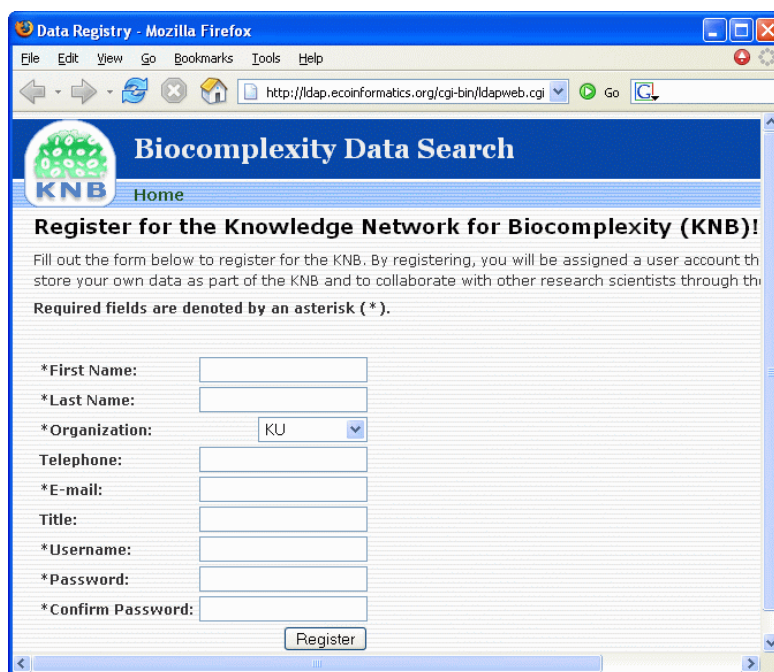 Data Registry - Mozilla Firefox
File Edit View Go Bookmarks Tools Help
http://ldap.ecoinformatics.org/cgi-bin/ldapweb.cgi Go G
KNB
Biocomplexity Data Search
Home
Register for the Knowledge Network for Biocomplexity (KNB)!
Fill out the form below to register for the KNB. By registering, you will be assigned a user account th
store your own data as part of the KNB and to collaborate with other research scientists through the
Required fields are denoted by an asterisk (*).
*First Name:
*Last Name:
*Organization: KU
Telephone:
*E-mail:
Title:
*Username:
*Password:
*Confirm Password:
Register